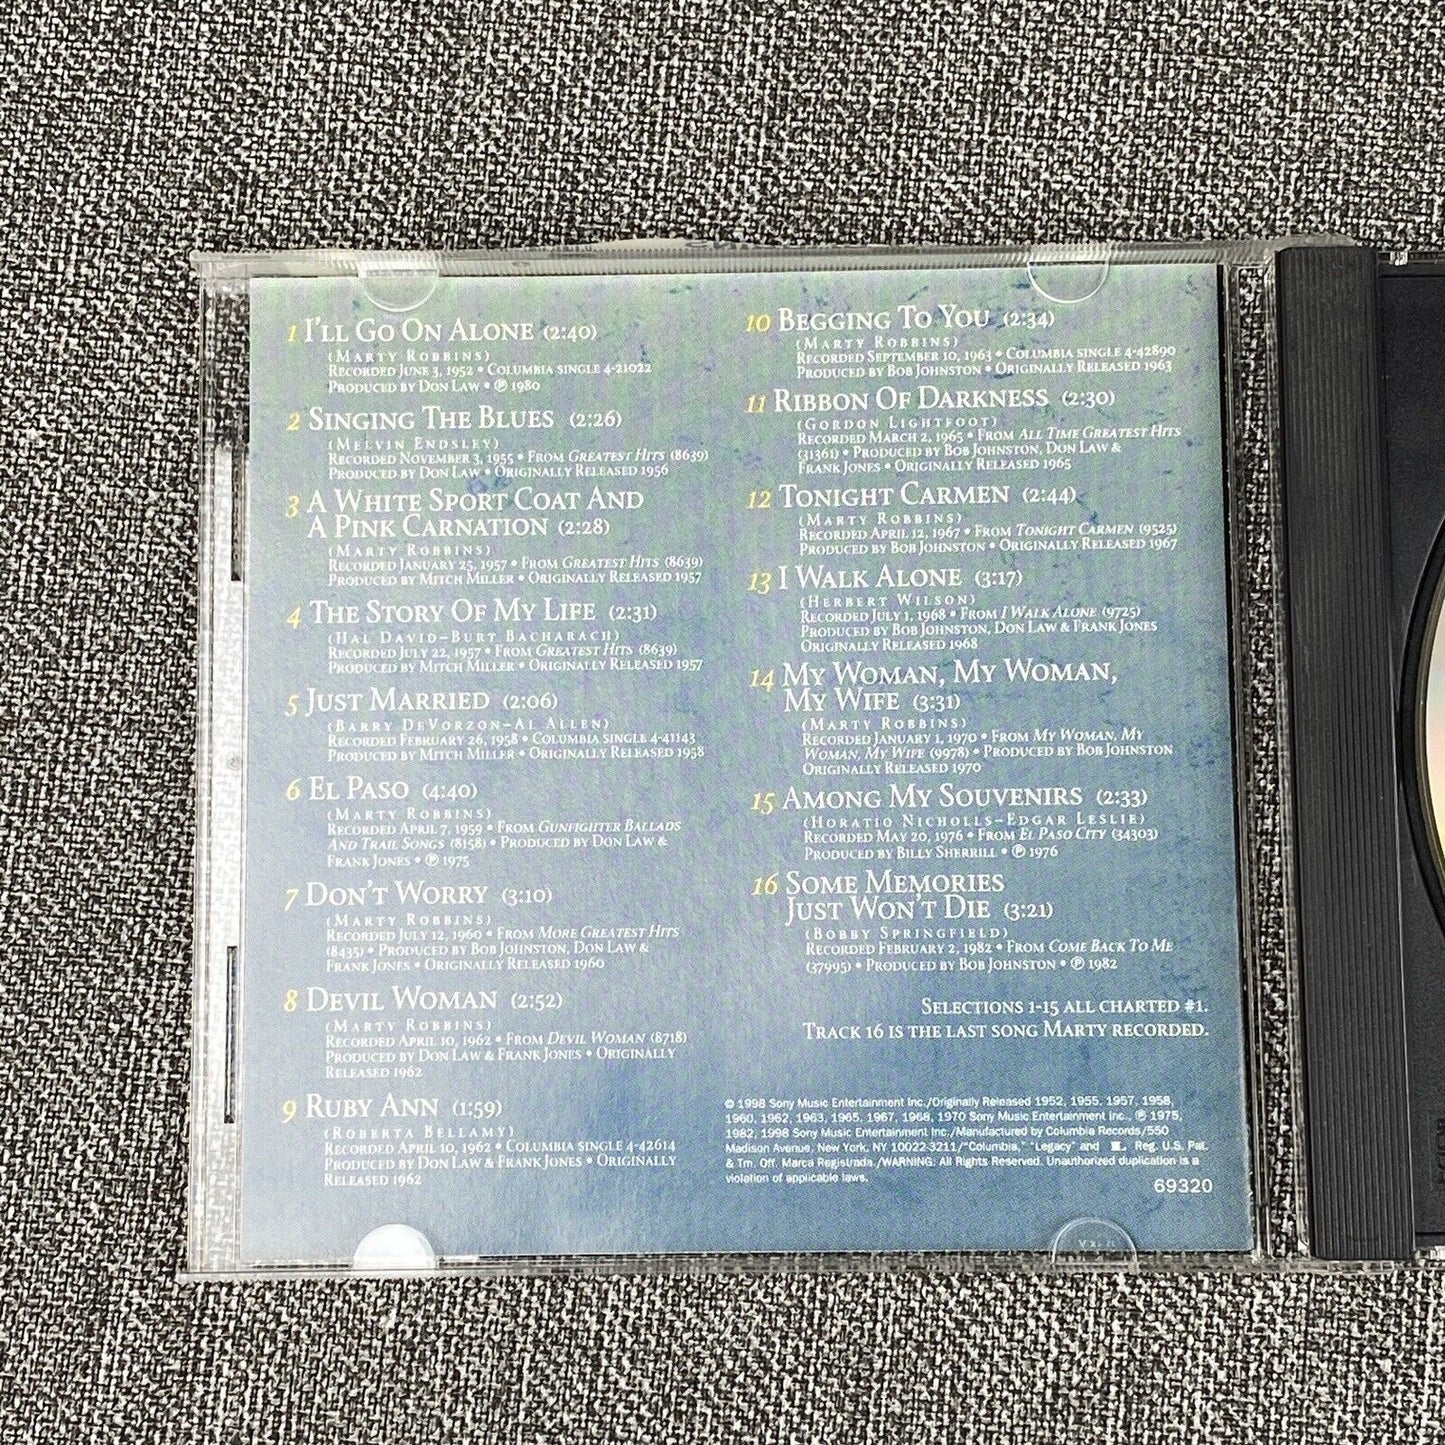 1 I'll Go On Alone (2:40)
(Marty Robbins)
Recorded June 3, 1952 • Columbia single 4-21022
Produced by Don Law • ℗ 1980
2 Singing The Blues (2:26)
(Melvin Endsley)
Recorded November 3, 1955 • From Greatest Hits (8639)
Produced by Don Law • Originally Released 1956
3 A White Sport Coat And
A Pink Carnation (2:28)
(Marty Robbins)
Recorded January 25, 1957 • From Greatest Hits (8639)
Produced by Mitch Miller • Originally Released 1957
4 The Story Of My Life (2:31)
(Hal David–Burt Bacharach)
Recorded July 22, 1957 • From Greatest Hits (8639)
Produced by Mitch Miller • Originally Released 1957
5 Just Married (2:06)
(Barry DeVorzon–Al Allen)
Recorded February 26, 1958 • Columbia single 4-41143
Produced by Mitch Miller • Originally Released 1958
6 El Paso (4:40)
(Marty Robbins)
Recorded April 7, 1959 • From Gunfighter Ballads
And Trail Songs (8158) • Produced by Don Law &
Frank Jones • ℗ 1975
7 Don't Worry (3:10)
(Marty Robbins)
Recorded July 12, 1960 • From More Greatest Hits
(8435) • Produced by Bob Johnston, Don Law &
Frank Jones • Originally Released 1960
8 Devil Woman (2:52)
(Marty Robbins)
Recorded April 10, 1962 • From Devil Woman (8718)
Produced by Don Law & Frank Jones • Originally
Released 1962
9 Ruby Ann (1:59)
(Roberta Bellamy)
Recorded April 10, 1962 • Columbia single 4-42614
Produced by Don Law & Frank Jones • Originally
Released 1962
10 Begging To You (2:34)
(Marty Robbins)
Recorded September 10, 1963 • Columbia single 4-42890
Produced by Bob Johnston • Originally Released 1963
11 Ribbon Of Darkness (2:30)
(Gordon Lightfoot)
Recorded March 2, 1965 • From All Time Greatest Hits
(31361) • Produced by Bob Johnston, Don Law &
Frank Jones • Originally Released 1965
12 Tonight Carmen (2:44)
(Marty Robbins)
Recorded April 12, 1967 • From Tonight Carmen (9525)
Produced by Bob Johnston • Originally Released 1967
13 I Walk Alone (3:17)
(Herbert Wilson)
Recorded July 1, 1968 • From I Walk Alone (9725)
Produced by Bob Johnston, Don Law & Frank Jones
Originally Released 1968
14 My Woman, My Woman,
My Wife (3:31)
(Marty Robbins)
Recorded January 1, 1970 • From My Woman, My
Woman, My Wife (9978) • Produced by Bob Johnston
Originally Released 1970
15 Among My Souvenirs (2:33)
(Horatio Nicholls–Edgar Leslie)
Recorded May 20, 1976 • From El Paso City (34303)
Produced by Billy Sherrill • ℗ 1976
16 Some Memories
Just Won't Die (3:21)
(Bobby Springfield)
Recorded February 2, 1982 • From Come Back To Me
(37995) • Produced by Bob Johnston • ℗ 1982
Selections 1-15 all charted #1.
Track 16 is the last song Marty recorded.
© 1998 Sony Music Entertainment Inc./Originally Released 1952, 1955, 1957, 1958,
1960, 1962, 1963, 1965, 1967, 1968, 1970 Sony Music Entertainment Inc., ℗ 1975,
1982, 1998 Sony Music Entertainment Inc./Manufactured by Columbia Records/550
Madison Avenue, New York, NY 10022-3211/"Columbia," "Legacy" and Reg. U.S. Pat.
& Tm. Off. Marca Registrada./WARNING: All Rights Reserved. Unauthorized duplication is a
violation of applicable laws.
69320